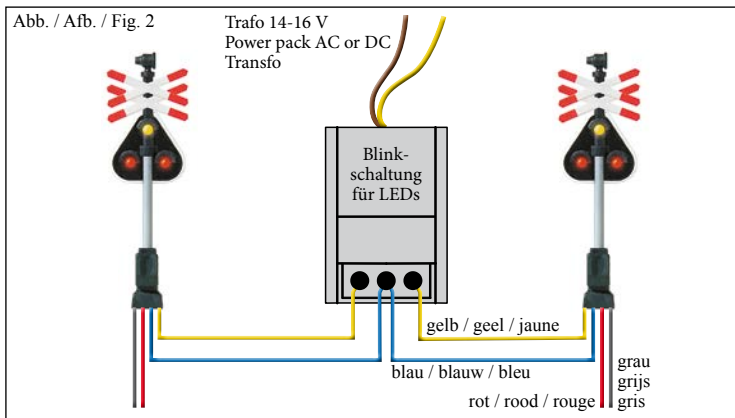 Abb. / Afb. / Fig. 2
Trafo 14-16 V
Power pack AC or DC
Transfo
Blink-
schaltung
für LEDs
gelb / geel / jaune
blau / blauw / bleu
grau
grijs
rot / rood / rouge
gris